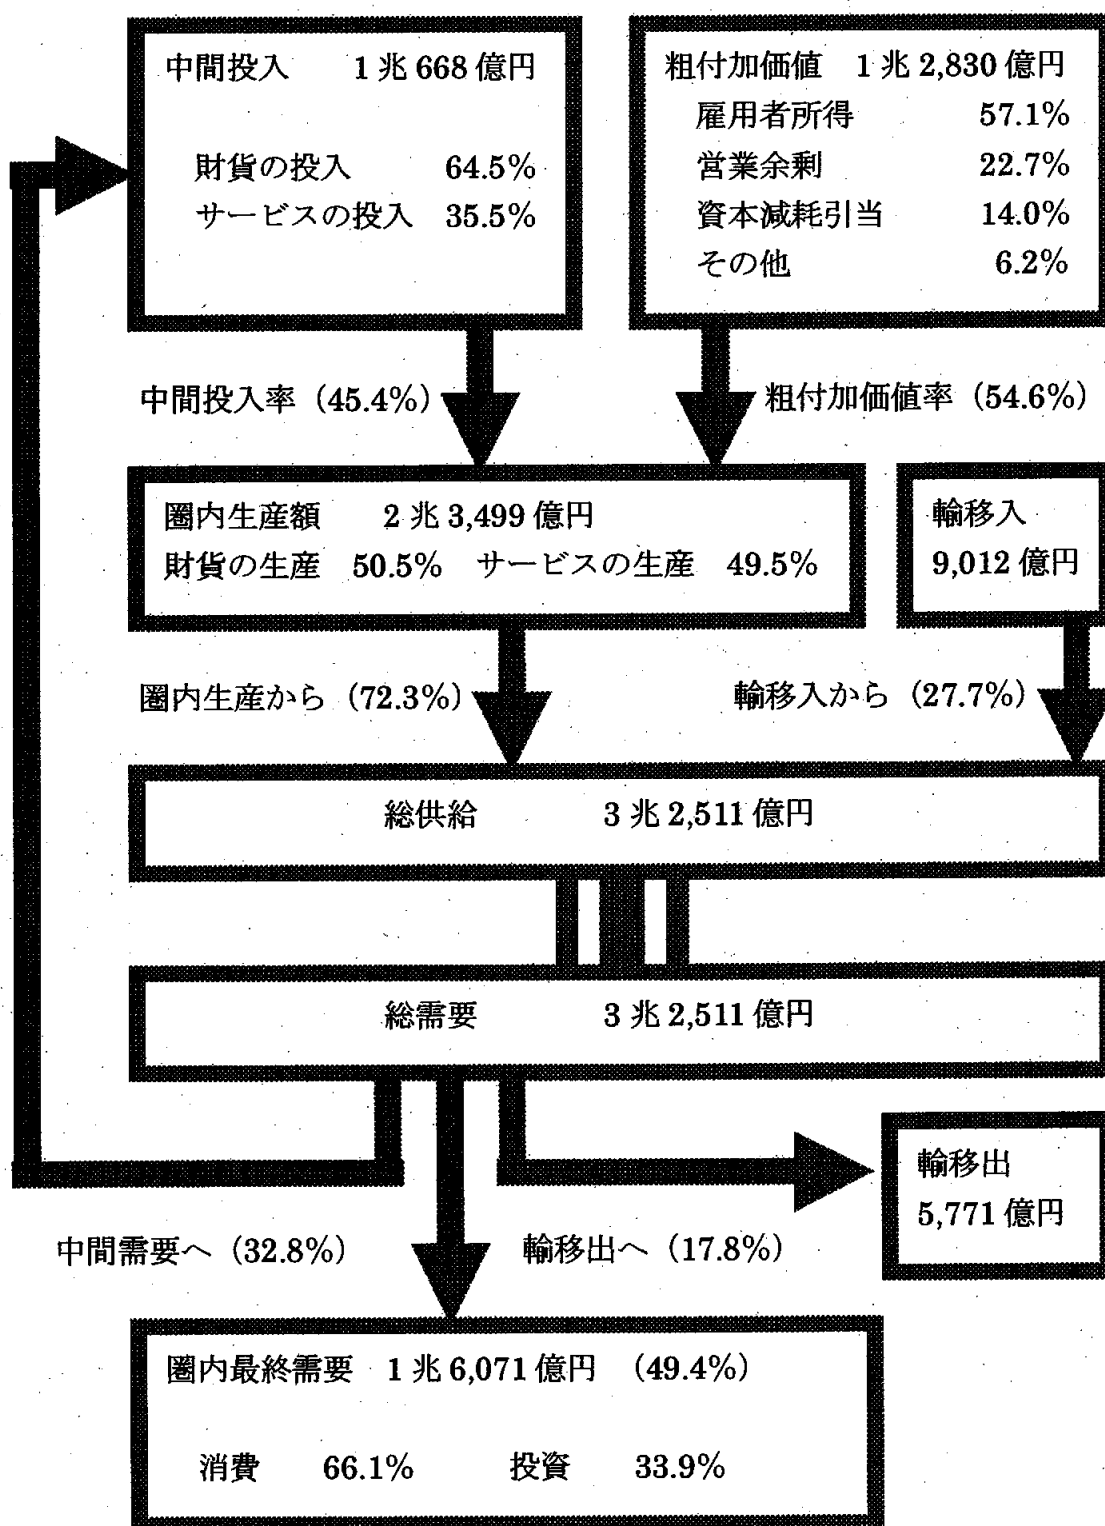 中間投入 1兆668億円
財貨の投入 64.5%
サービスの投入 35.5%
粗付加価値 1兆2,830億円
雇用者所得 57.1%
営業余剰 22.7%
資本減耗引当 14.0%
その他 6.2%
中間投入率(45.4%)
粗付加価値率(54.6%)
圏内生産額 2兆3,499億円
財貨の生産 50.5% サービスの生産 49.5%
輸移入
9,012億円
圏内生産から(72.3%)
輸移入から(27.7%)
総供給 3兆2,511億円
総需要 3兆2,511億円
輸移出
5,771億円
中間需要へ(32.8%)
輸移出へ(17.8%)
圏内最終需要 1兆6,071億円 (49.4%)
消費 66.1% 投資 33.9%